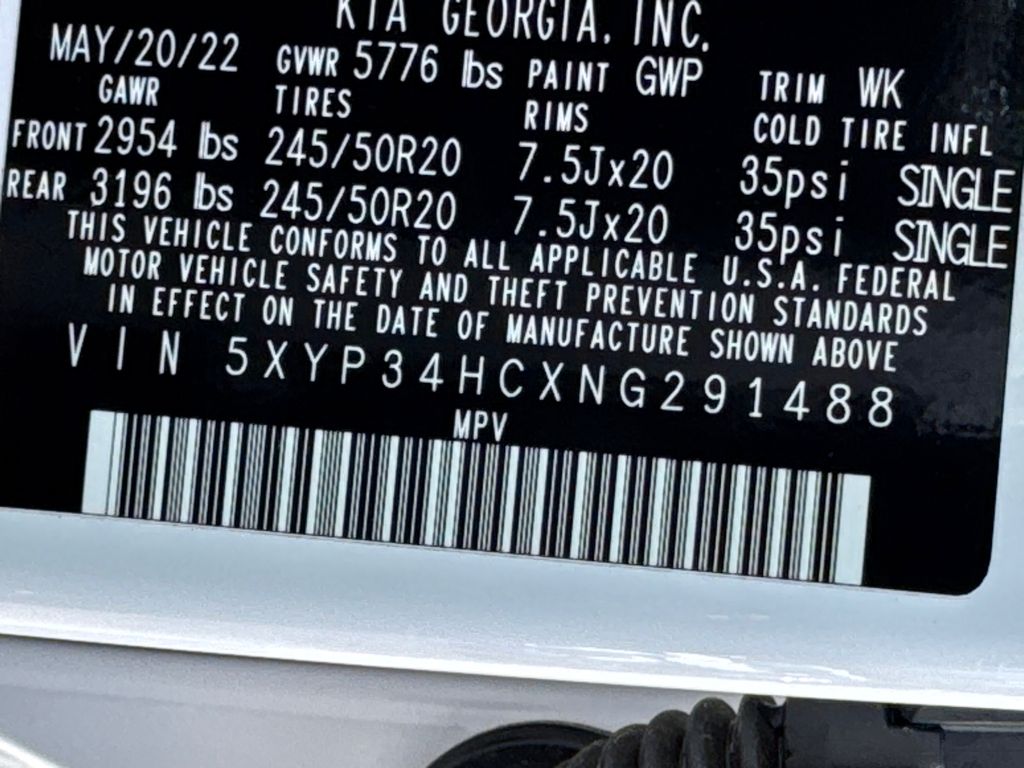 KIA GEORGIA, INC.
MAY/20/22 GVWR 5776 lbs PAINT GWP TRIM WK
GAWR TIRES RIMS COLD TIRE INFL
FRONT 2954 lbs 245/50R20 7.5Jx20 35psi SINGLE
REAR 3196 lbs 245/50R20 7.5Jx20 35psi SINGLE
THIS VEHICLE CONFORMS TO ALL APPLICABLE U.S.A. FEDERAL
MOTOR VEHICLE SAFETY AND THEFT PREVENTION STANDARDS
IN EFFECT ON THE DATE OF MANUFACTURE SHOWN ABOVE
VIN 5XYP34HCXNG291488
MPV